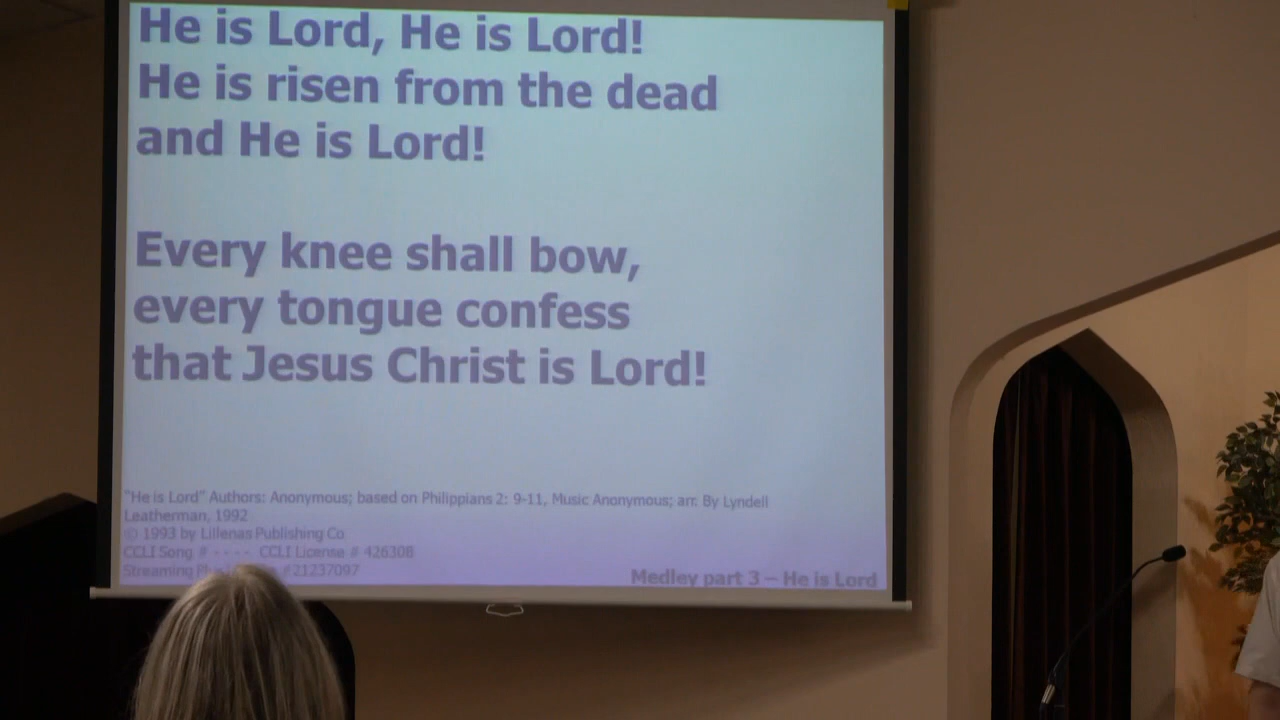 He is Lord, He is Lord!
He is risen from the dead
and He is Lord!
Every knee shall bow,
every tongue confess
that Jesus Christ is Lord!
"He is Lord" Authors: Anonymous; based on Philippians 2: 9-11, Music Anonymous; arr. By Lyndell
Leatherman, 1992
© 1993 by Lillenas Publishing Co
CCLI Song # - - - - CCLI License # 426308
Streaming #21237097
Medley part 3 – He is Lord